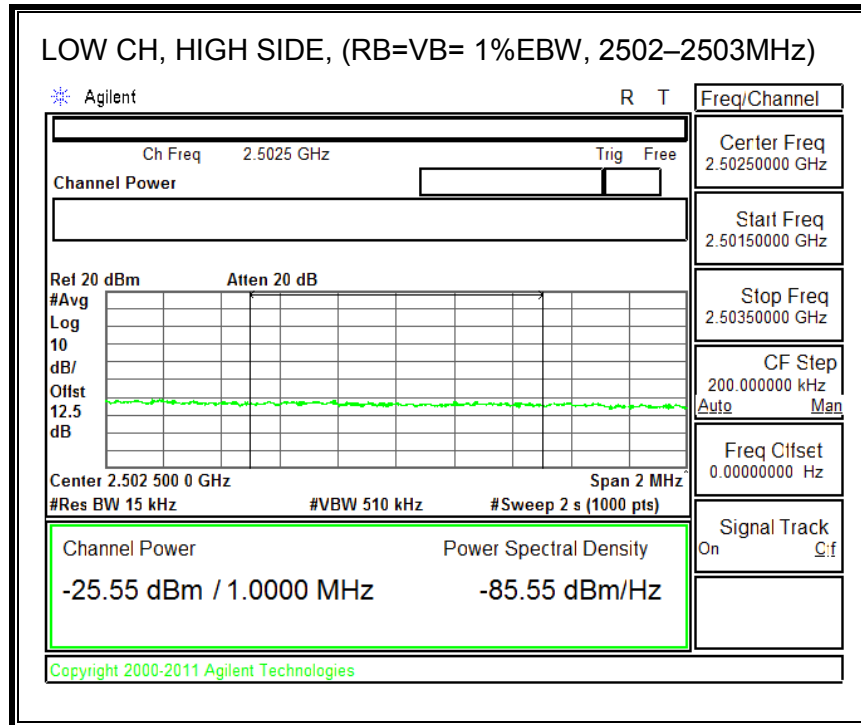 LOW CH, HIGH SIDE, (RB=VB= 1%EBW, 2502–2503MHz)
Agilent R T
Freq/Channel
Ch Freq 2.5025 GHz Trig Free
Channel Power
Center Freq
2.50250000 GHz
Start Freq
2.50150000 GHz
Stop Freq
2.50350000 GHz
CF Step
200.000000 kHz
Auto Man
Freq Offset
0.00000000 Hz
Signal Track
On Off
Ref 20 dBm Atten 20 dB
#Avg
Log
10
dB/
Offst
12.5
dB
Center 2.502 500 0 GHz Span 2 MHz
#Res BW 15 kHz #VBW 510 kHz #Sweep 2 s (1000 pts)
Channel Power Power Spectral Density
-25.55 dBm / 1.0000 MHz -85.55 dBm/Hz
Copyright 2000-2011 Agilent Technologies